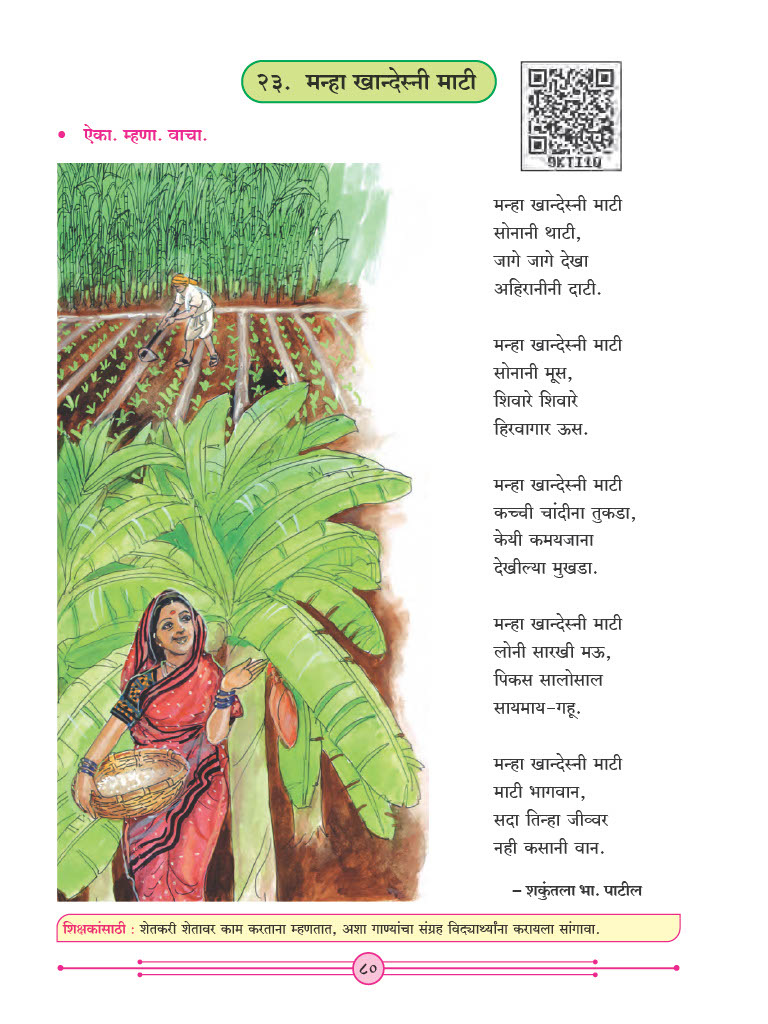 २३. मन्हा खान्देस्नी माटी
9KTI1Q
• ऐका. म्हणा. वाचा.
मन्हा खान्देस्नी माटी
सोनानी थाटी,
जागे जागे देखा
अहिरानीनी दाटी.
मन्हा खान्देस्नी माटी
सोनानी मूस,
शिवारे शिवारे
हिरवागार ऊस.
मन्हा खान्देस्नी माटी
कच्ची चांदीना तुकडा,
केयी कमयजाना
देखील्या मुखडा.
मन्हा खान्देस्नी माटी
लोनी सारखी मऊ,
पिकस सालोसाल
सायमाय-गहू.
मन्हा खान्देस्नी माटी
माटी भागवान,
सदा तिन्हा जीव्वर
नही कसानी वान.
– शकुंतला भा. पाटील
शिक्षकांसाठी : शेतकरी शेतावर काम करताना म्हणतात, अशा गाण्यांचा संग्रह विद्यार्थ्यांना करायला सांगावा.
८०